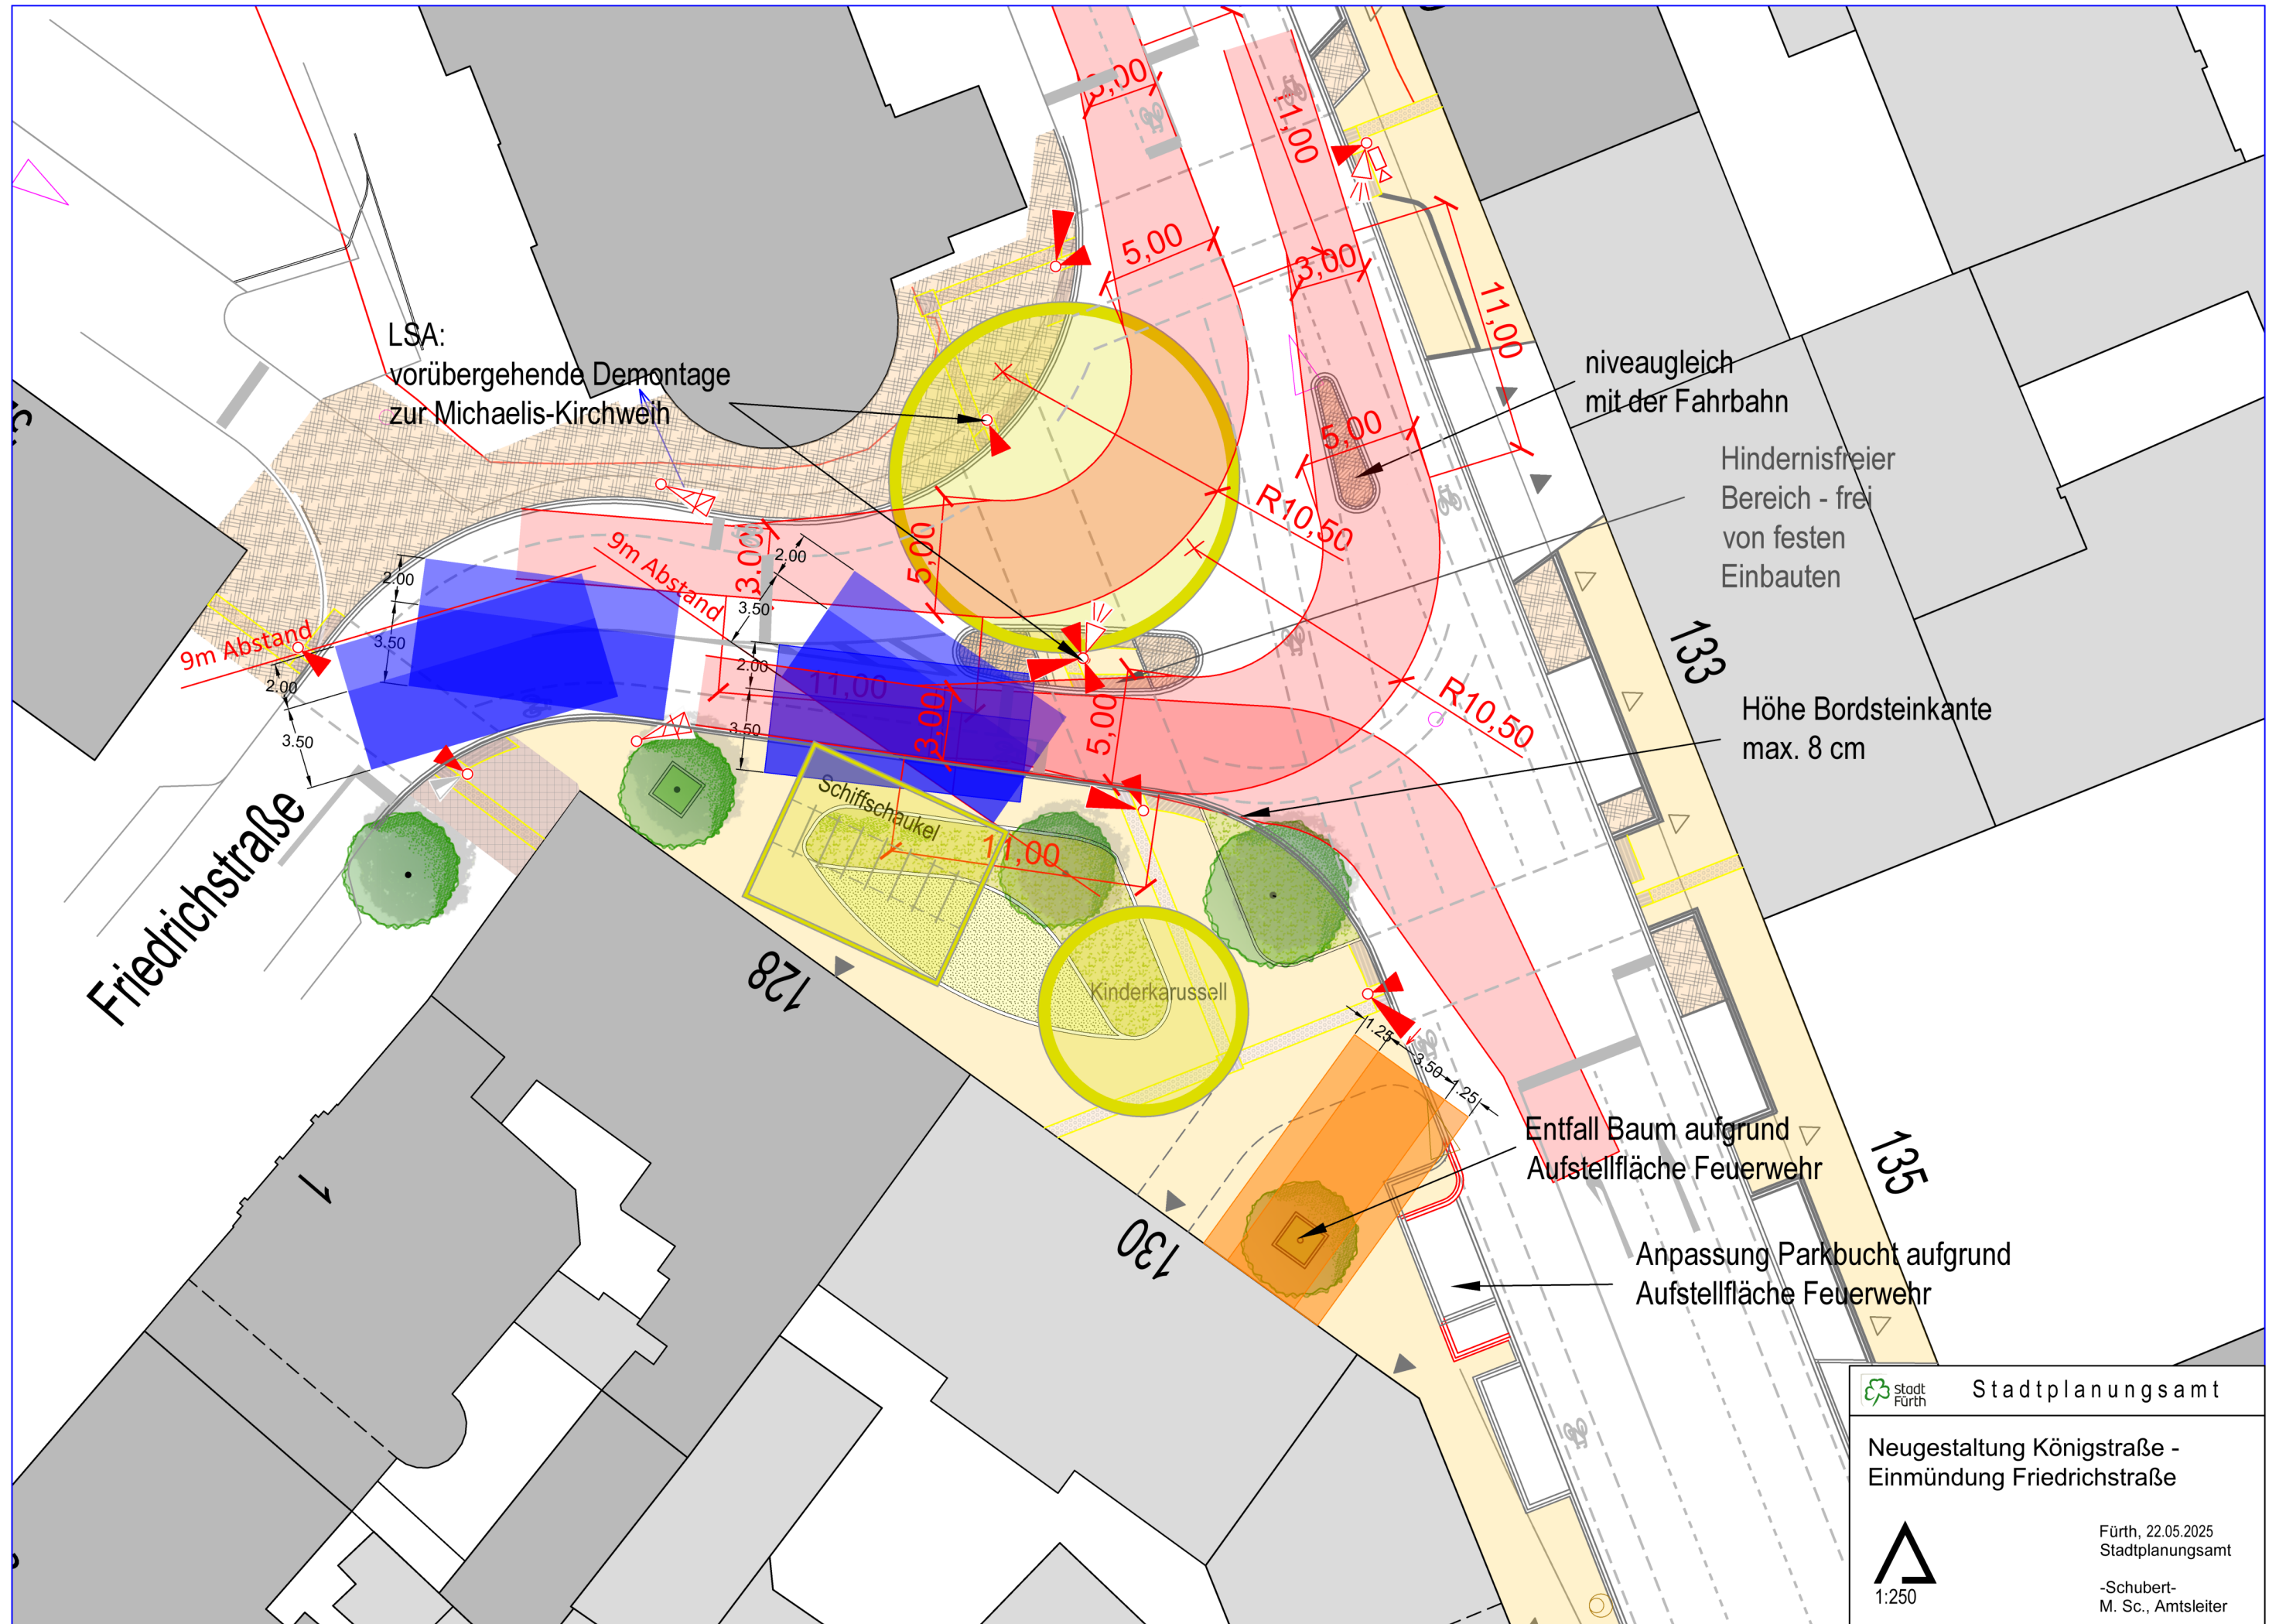 3,00
11,00
5,00
3,00
11,00
LSA:
vorübergehende Demontage
zur Michaelis-Kirchweih
niveaugleich
mit der Fahrbahn
5,00
Hindernisfreier
Bereich - frei
von festen
Einbauten
R10,50
9m Abstand
3,00
2.00
5,00
2.00
3.50
3.50
9m Abstand
2.00
3.50
2.00
11,00
3.50
3,00
5,00
R10,50
133
Höhe Bordsteinkante
max. 8 cm
Schiffschaukel
11,00
Friedrichstraße
128
Kinderkarussell
1.25
3.50
1.25
Entfall Baum aufgrund
Aufstellfläche Feuerwehr
135
1
130
Anpassung Parkbucht aufgrund
Aufstellfläche Feuerwehr
Stadt
Fürth
Stadtplanungsamt
Neugestaltung Königstraße -
Einmündung Friedrichstraße
1:250
Fürth, 22.05.2025
Stadtplanungsamt
-Schubert-
M. Sc., Amtsleiter